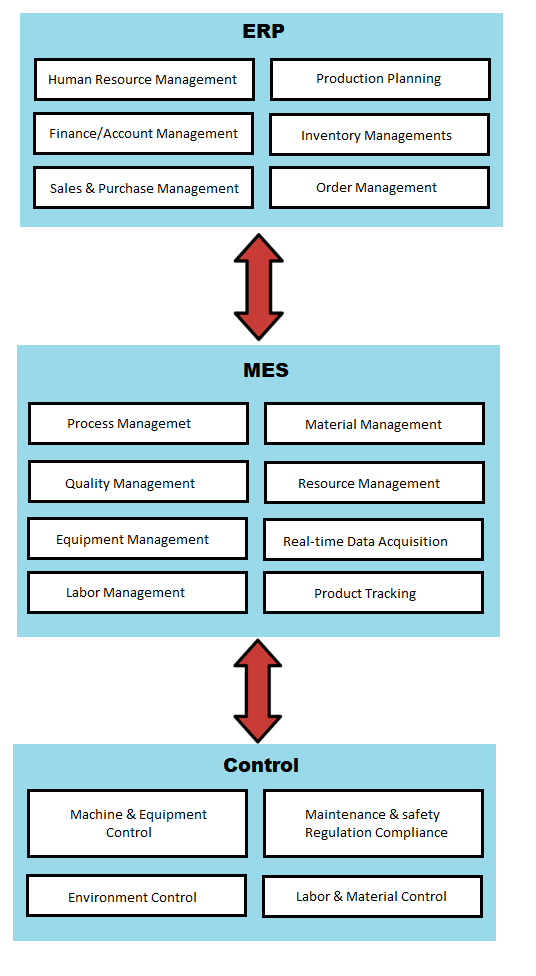 ERP
Human Resource Management
Production Planning
Finance/Account Management
Inventory Managements
Sales & Purchase Management
Order Management
MES
Process Managemet
Material Management
Quality Management
Resource Management
Equipment Management
Real-time Data Acquisition
Labor Management
Product Tracking
Control
Machine & Equipment
Control
Maintenance & safety
Regulation Compliance
Environment Control
Labor & Material Control